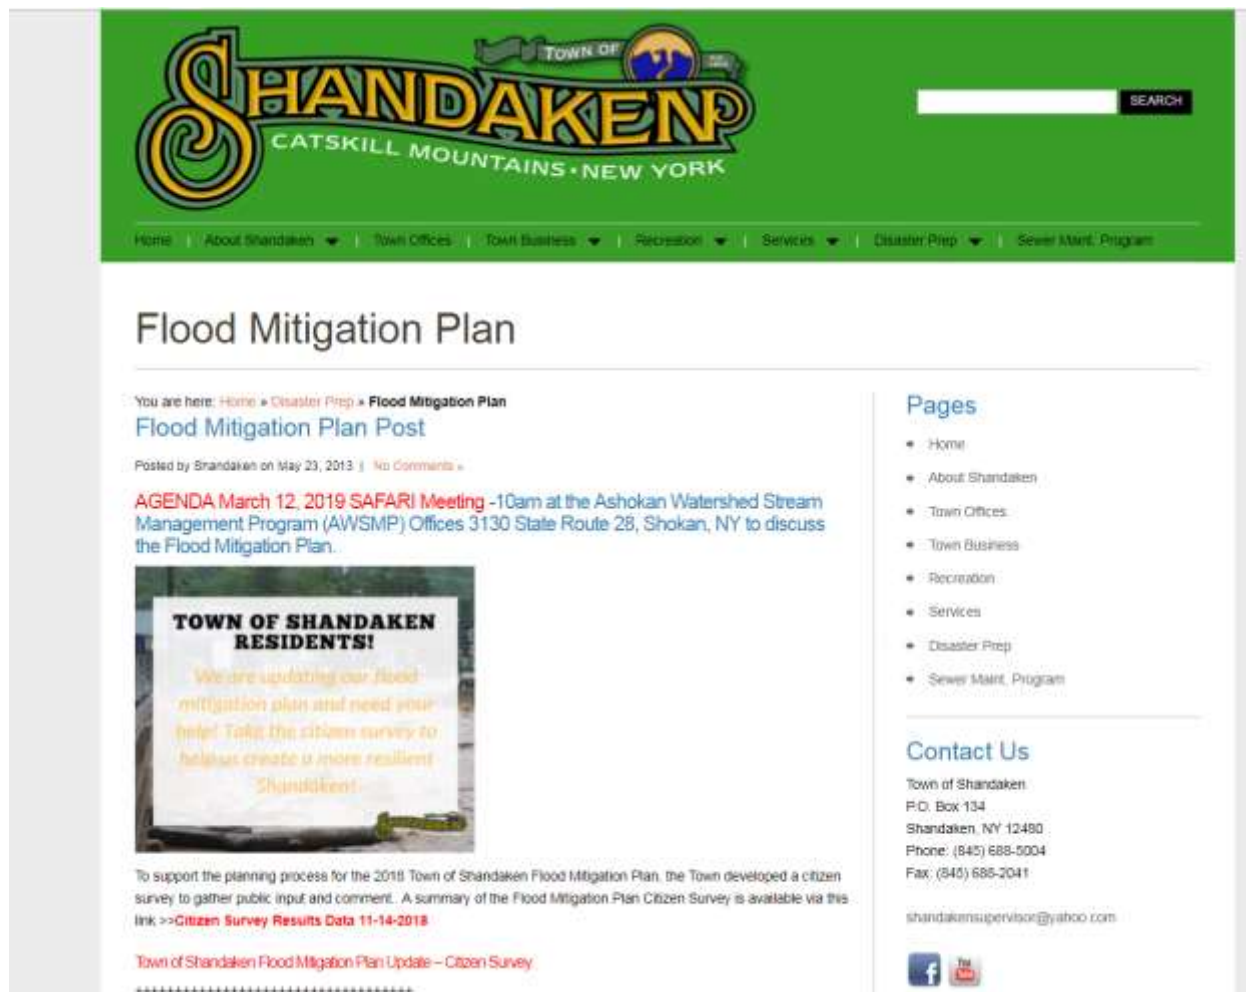 TOWN OF
SHANDAKEN
CATSKILL MOUNTAINS • NEW YORK
SEARCH
Home | About Shandaken | Town Offices | Town Business | Recreation | Services | Disaster Prep | Sewer Maint. Program
Flood Mitigation Plan
You are here: Home » Disaster Prep » Flood Mitigation Plan
Flood Mitigation Plan Post
Posted by Shandaken on May 23, 2013 | No Comments »
AGENDA March 12, 2019 SAFARI Meeting -10am at the Ashokan Watershed Stream
Management Program (AWSMP) Offices 3130 State Route 28, Shokan, NY to discuss
the Flood Mitigation Plan.
TOWN OF SHANDAKEN
RESIDENTS!
We are updating our flood
mitigation plan and need your
help! Take the citizen survey to
help us create a more resilient
Shandaken!
SHANDAKEN
To support the planning process for the 2018 Town of Shandaken Flood Mitigation Plan, the Town developed a citizen
survey to gather public input and comment. A summary of the Flood Mitigation Plan Citizen Survey is available via this
link >>Citizen Survey Results Data 11-14-2018
Town of Shandaken Flood Mitigation Plan Update – Citizen Survey
Pages
Home
About Shandaken
Town Offices
Town Business
Recreation
Services
Disaster Prep
Sewer Maint. Program
Contact Us
Town of Shandaken
P.O. Box 134
Shandaken, NY 12480
Phone: (845) 688-5004
Fax: (845) 688-2041
shandakensupervisor@yahoo.com
f
You